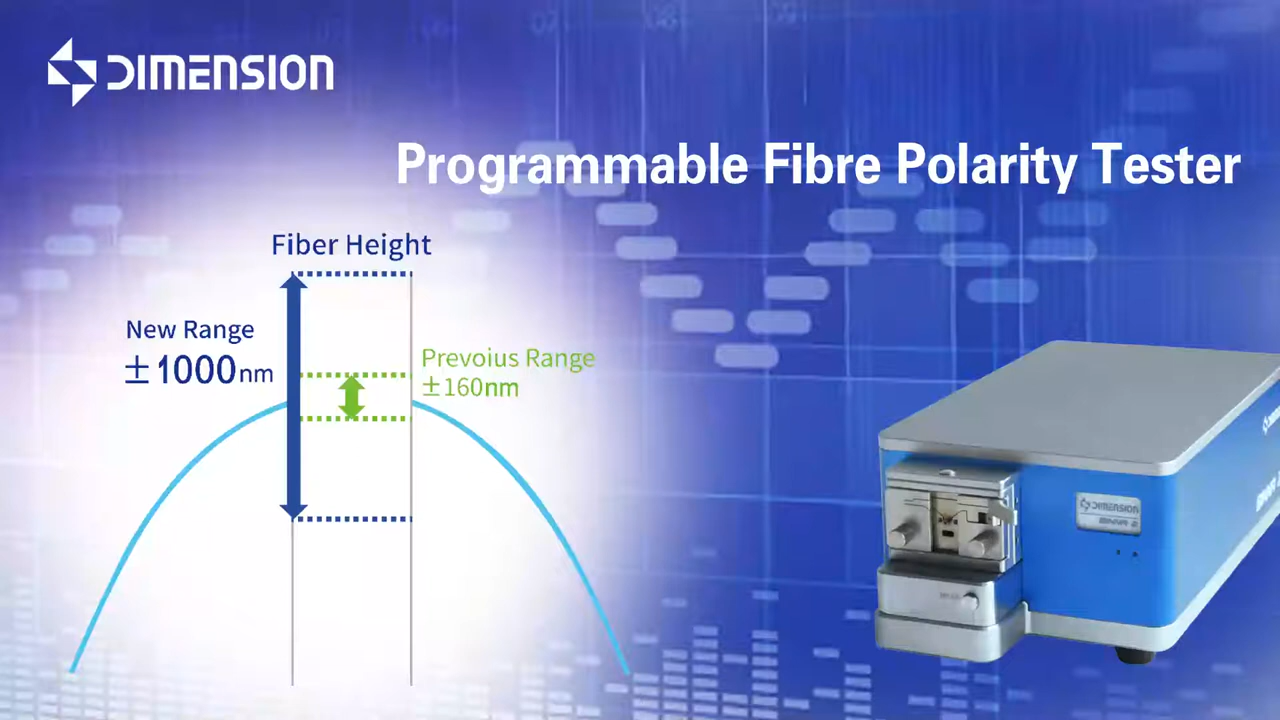 DIMENSION
Programmable Fibre Polarity Tester
Fiber Height
New Range
±1000nm
Prevoius Range
±160nm
DIMENSION